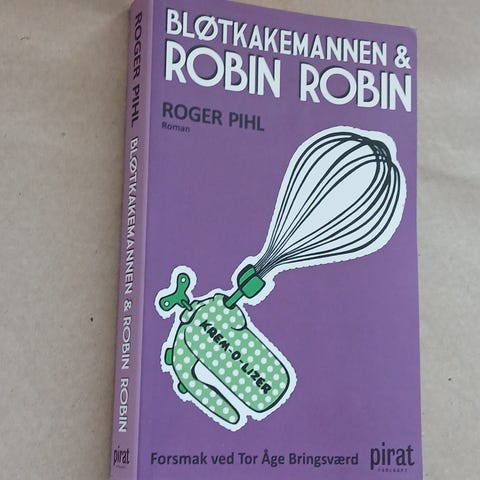 BLØTKAKEMANNEN &
ROBIN ROBIN
ROGER PIHL
Roman
KREM-O-LIZER
Forsmak ved Tor Åge Bringsværd
pirat
FORLAGET
ROGER PIHL BLØTKAKEMANNEN & ROBIN ROBIN
pirat